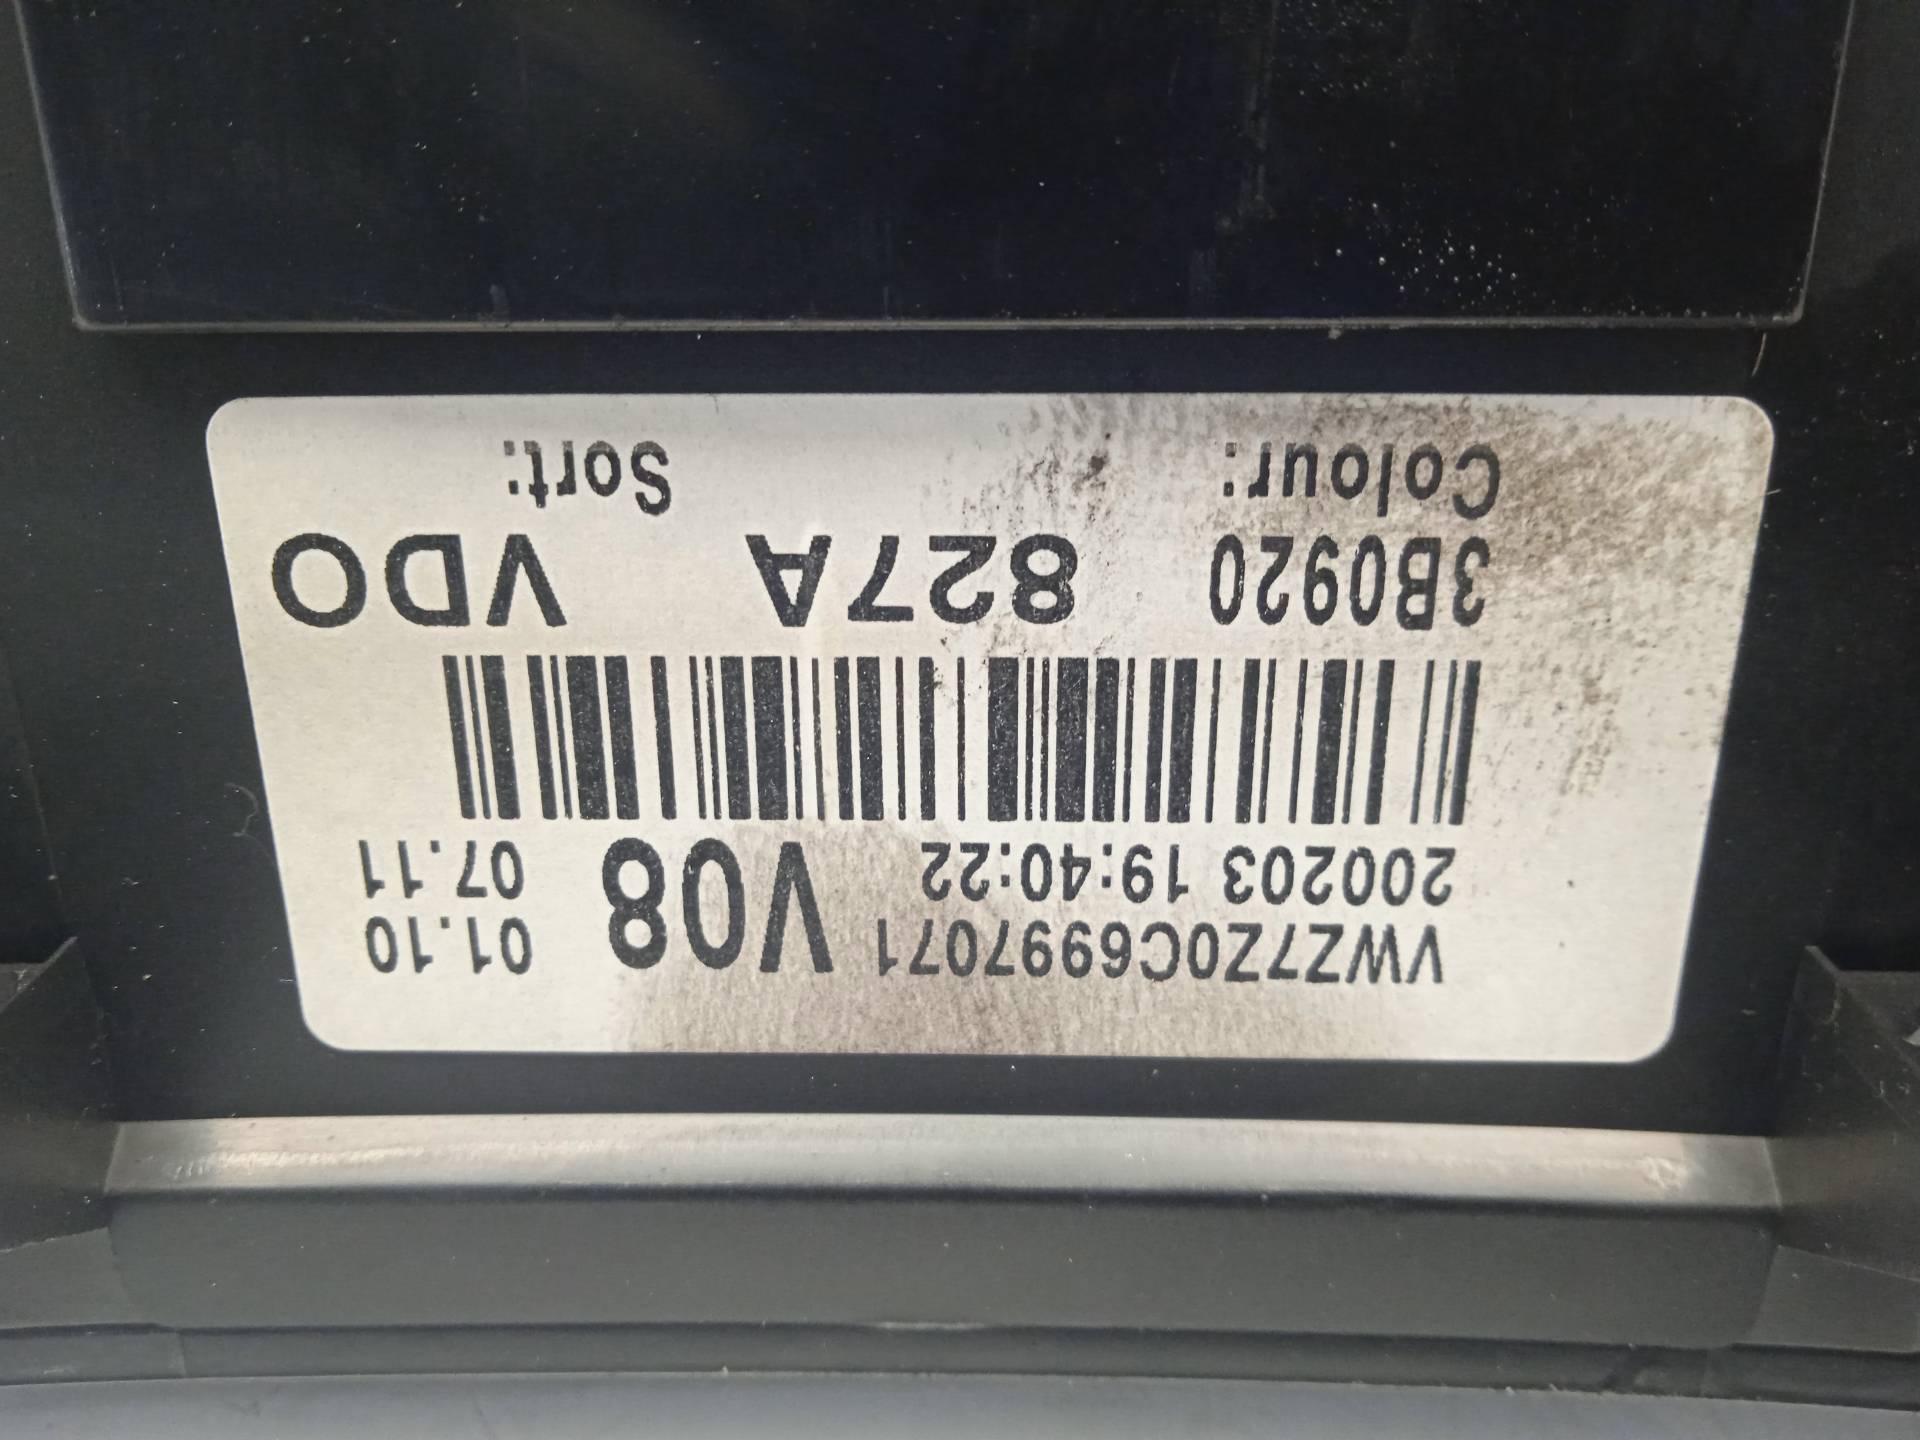 VWZ7Z0C6997071 V08 01.10
200203 19:40:22 07.11
3B0920 827A VDO
Colour: Sort: